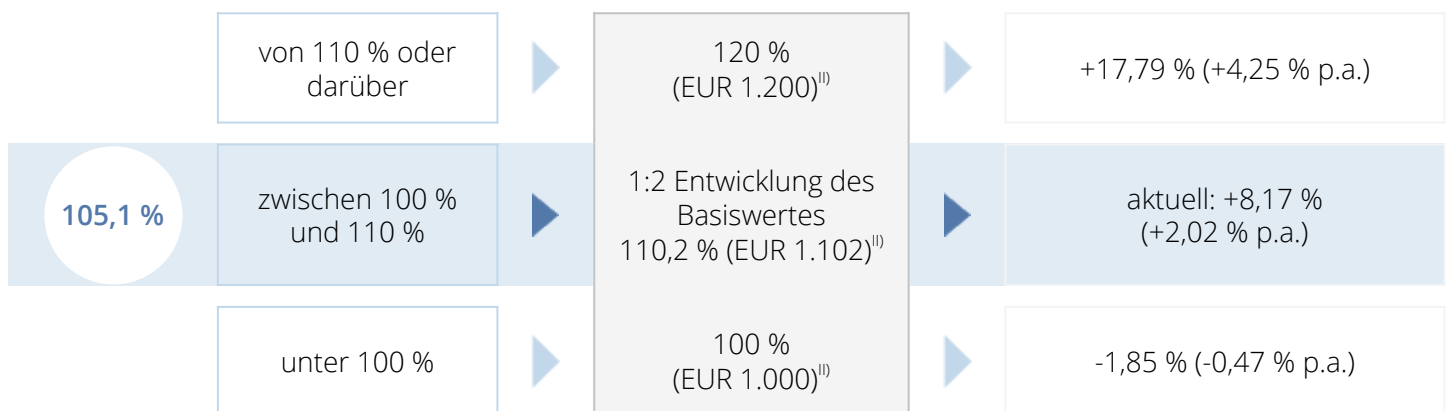 von 110 % oder
darüber
120 %
(EUR 1.200)II)
+17,79 % (+4,25 % p.a.)
105,1 %
zwischen 100 %
und 110 %
1:2 Entwicklung des
Basiswertes
110,2 % (EUR 1.102)II)
aktuell: +8,17 %
(+2,02 % p.a.)
unter 100 %
100 %
(EUR 1.000)II)
-1,85 % (-0,47 % p.a.)